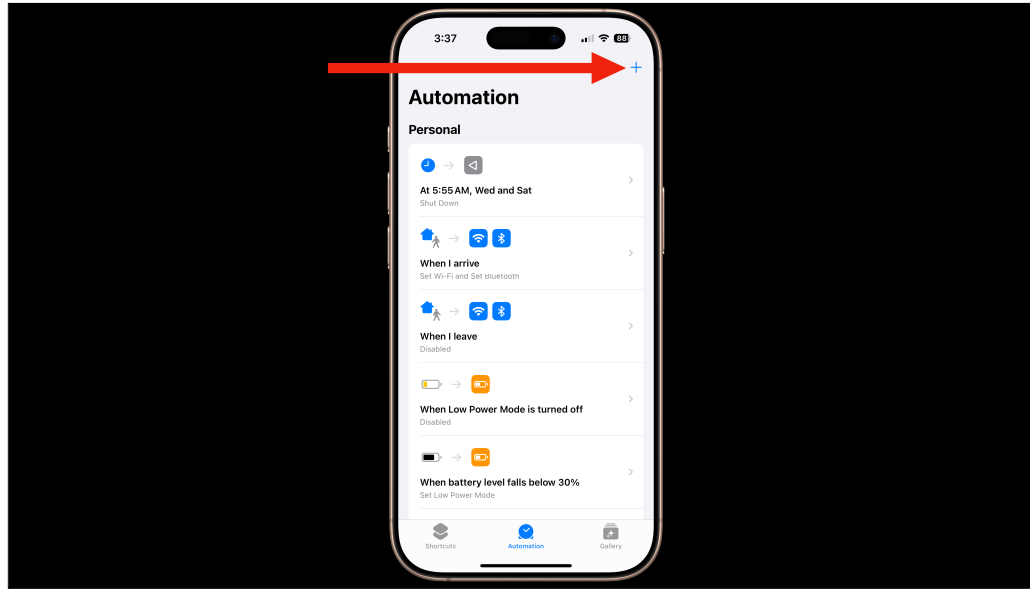 3:37
88
Automation
Personal
At 5:55 AM, Wed and Sat
Shut Down
When I arrive
Set Wi-Fi and Set Bluetooth
When I leave
Disabled
When Low Power Mode is turned off
Disabled
When battery level falls below 30%
Set Low Power Mode
Shortcuts
Automation
Gallery